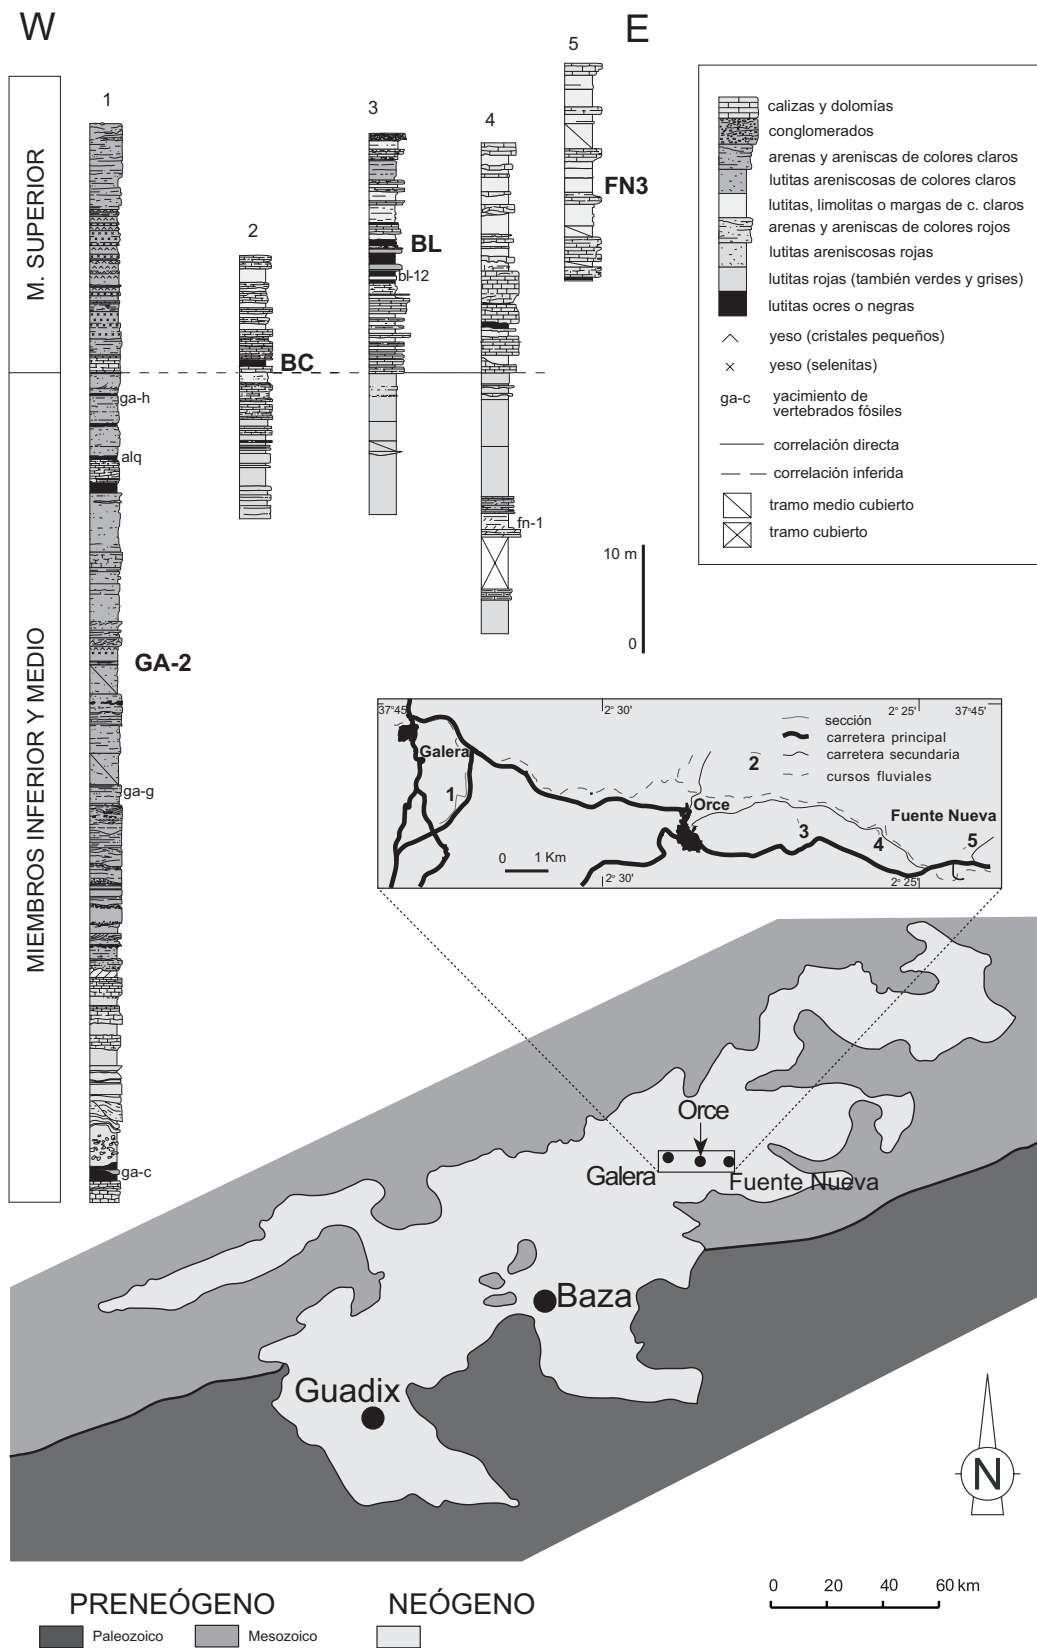 W
E
1
2
3
4
5
M. SUPERIOR
MIEMBROS INFERIOR Y MEDIO
BL
bl-12
BC
FN3
ga-h
alq
fn-1
GA-2
ga-g
ga-c
10 m
0
calizas y dolomías
conglomerados
arenas y areniscas de colores claros
lutitas areniscosas de colores claros
lutitas, limolitas o margas de c. claros
arenas y areniscas de colores rojos
lutitas areniscosas rojas
lutitas rojas (también verdes y grises)
lutitas ocres o negras
yeso (cristales pequeños)
yeso (selenitas)
ga-c yacimiento de
vertebrados fósiles
correlación directa
correlación inferida
tramo medio cubierto
tramo cubierto
37°45'
2° 30'
2° 25'
37°45'
sección
carretera principal
carretera secundaria
cursos fluviales
Galera
1
2
Orce
3
4
Fuente Nueva
5
0 1 Km
2° 30'
2° 25'
Orce
Galera
Fuente Nueva
Baza
Guadix
N
0 20 40 60 km
PRENEÓGENO
NEÓGENO
Paleozoico
Mesozoico